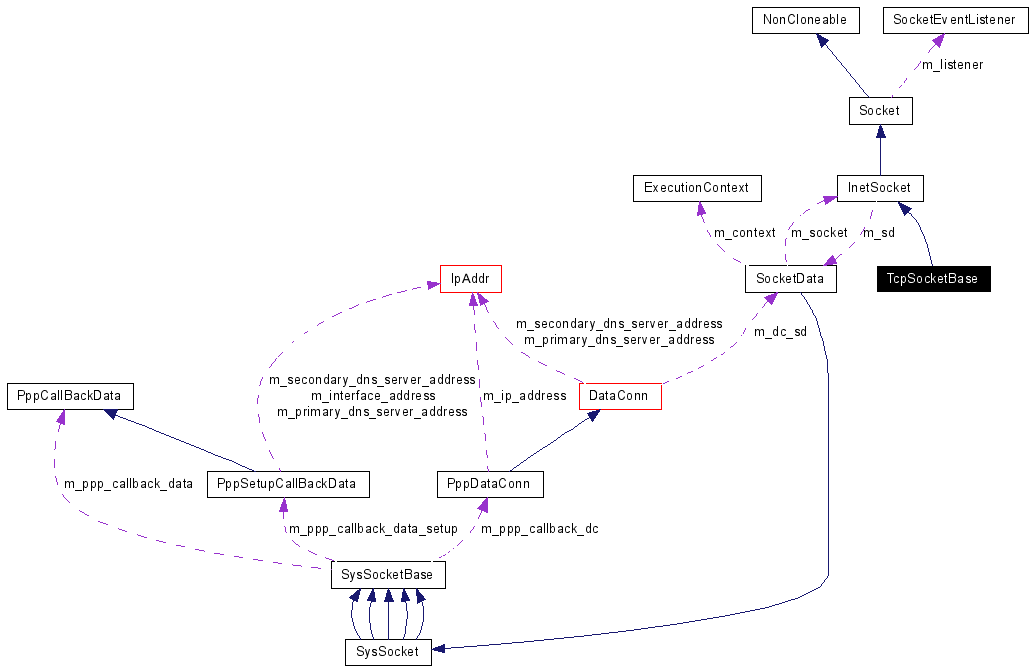 NonCloneable
SocketEventListener
m_listener
Socket
ExecutionContext
InetSocket
m_context
m_socket
m_sd
IpAddr
SocketData
TcpSocketBase
m_secondary_dns_server_address
m_primary_dns_server_address
m_dc_sd
m_secondary_dns_server_address
m_interface_address
m_primary_dns_server_address
m_ip_address
PppCallBackData
DataConn
m_ppp_callback_data
PppSetupCallBackData
PppDataConn
m_ppp_callback_data_setup
m_ppp_callback_dc
SysSocketBase
SysSocket